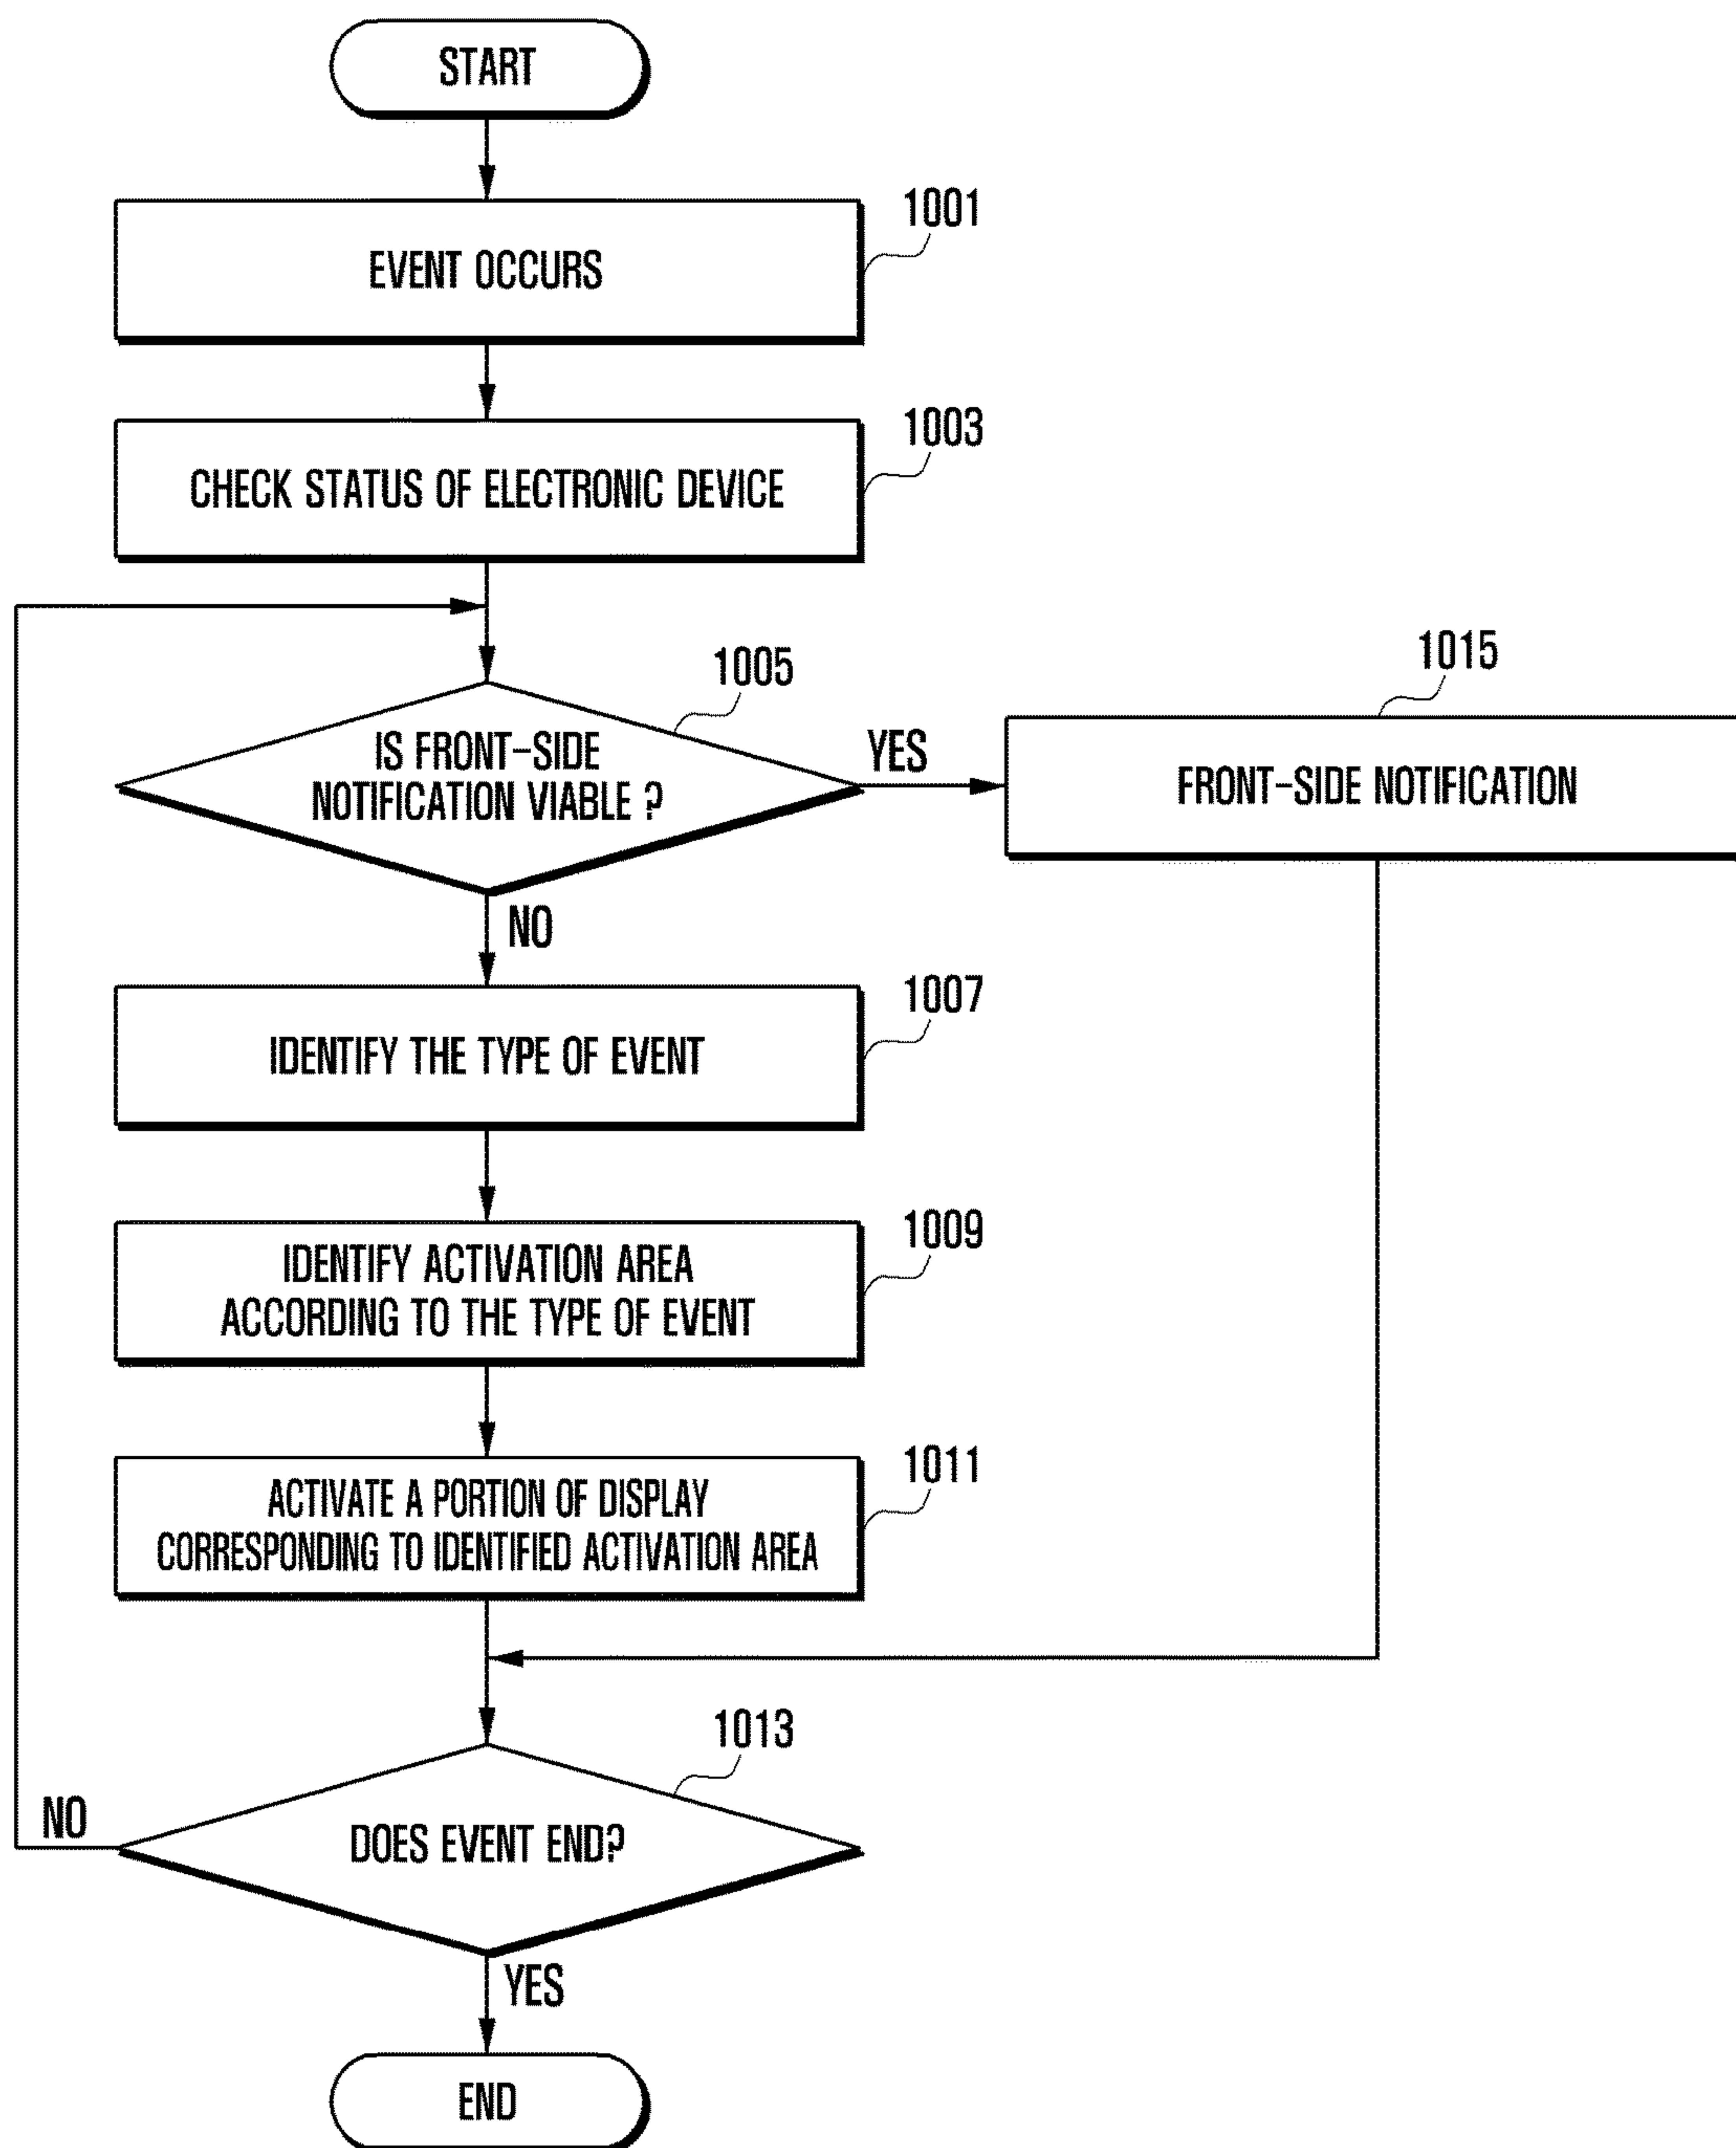 START
1001
EVENT OCCURS
1003
CHECK STATUS OF ELECTRONIC DEVICE
1005
IS FRONT-SIDE
NOTIFICATION VIABLE ?
YES
1015
FRONT-SIDE NOTIFICATION
NO
1007
IDENTIFY THE TYPE OF EVENT
1009
IDENTIFY ACTIVATION AREA
ACCORDING TO THE TYPE OF EVENT
1011
ACTIVATE A PORTION OF DISPLAY
CORRESPONDING TO IDENTIFIED ACTIVATION AREA
1013
NO
DOES EVENT END?
YES
END